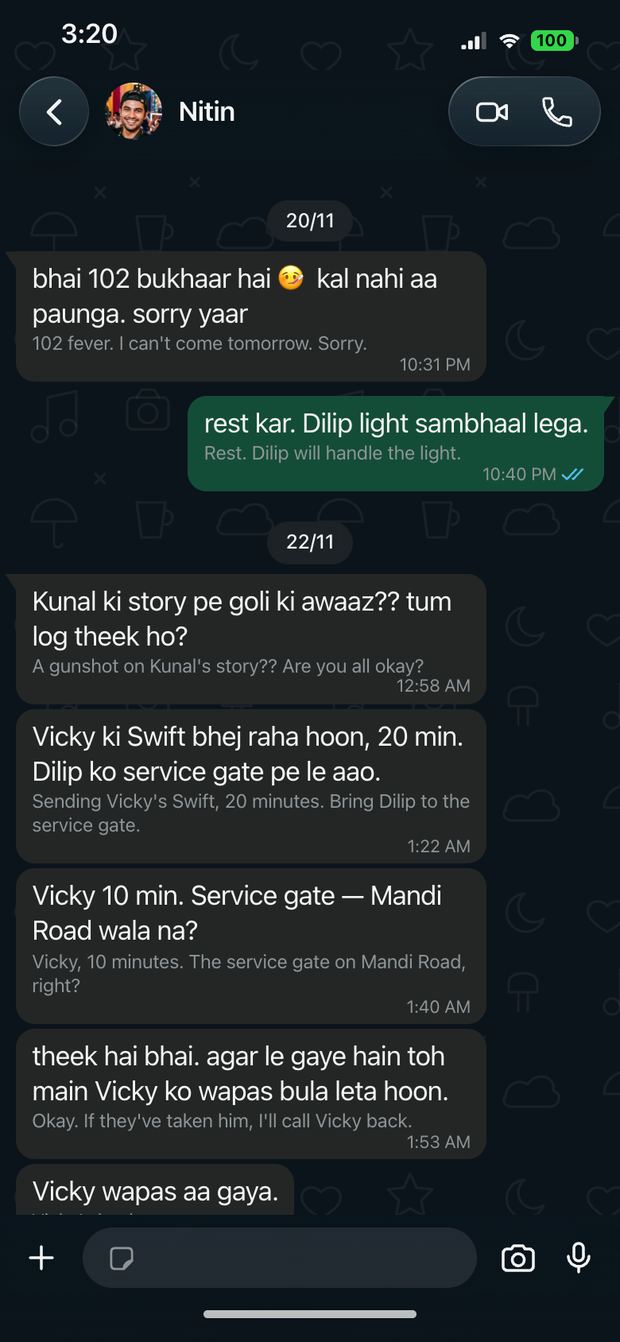 3:20
100
Nitin
20/11
bhai 102 bukhaar hai 🤒 kal nahi aa
paunga. sorry yaar
102 fever. I can't come tomorrow. Sorry.
10:31 PM
rest kar. Dilip light sambhaal lega.
Rest. Dilip will handle the light.
10:40 PM
22/11
Kunal ki story pe goli ki awaaz?? tum
log theek ho?
A gunshot on Kunal's story?? Are you all okay?
12:58 AM
Vicky ki Swift bhej raha hoon, 20 min.
Dilip ko service gate pe le aao.
Sending Vicky's Swift, 20 minutes. Bring Dilip to the
service gate.
1:22 AM
Vicky 10 min. Service gate — Mandi
Road wala na?
Vicky, 10 minutes. The service gate on Mandi Road,
right?
1:40 AM
theek hai bhai. agar le gaye hain toh
main Vicky ko wapas bula leta hoon.
Okay. If they've taken him, I'll call Vicky back.
1:53 AM
Vicky wapas aa gaya.